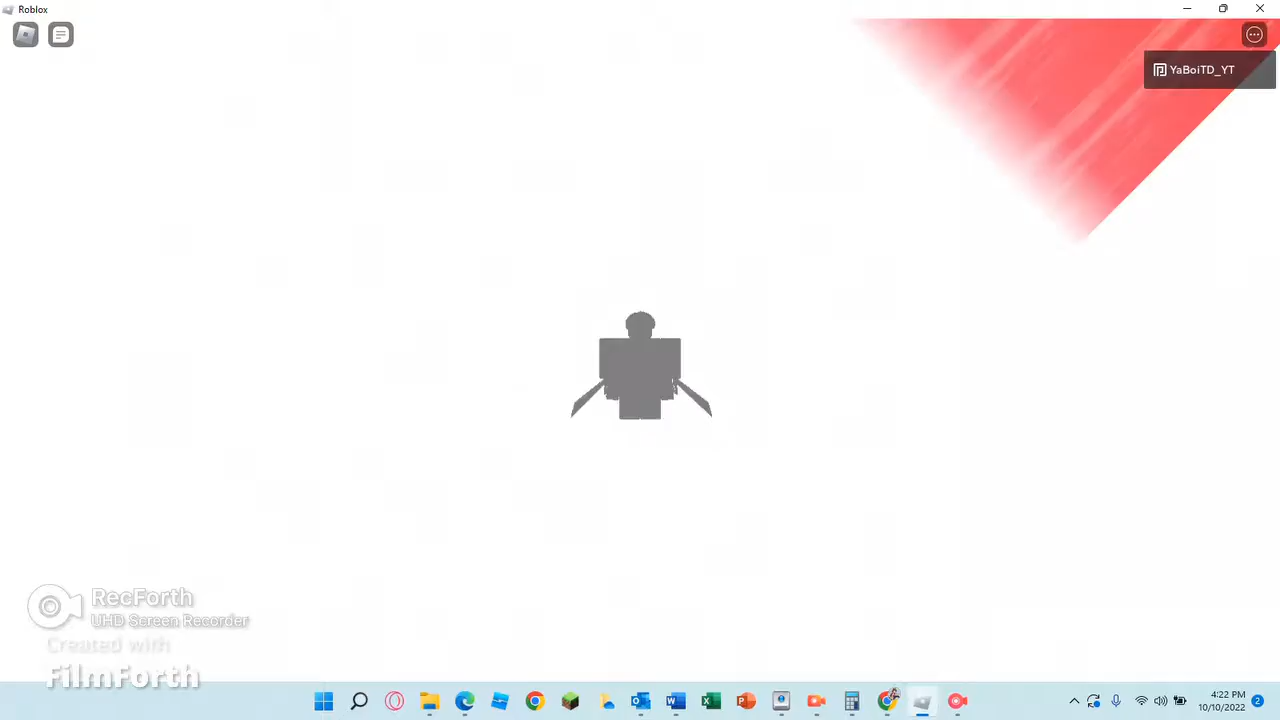 Roblox
YaBoiTD_YT
RecForth
UHD Screen Recorder
Created with
FilmForth
4:22 PM
10/10/2022
2